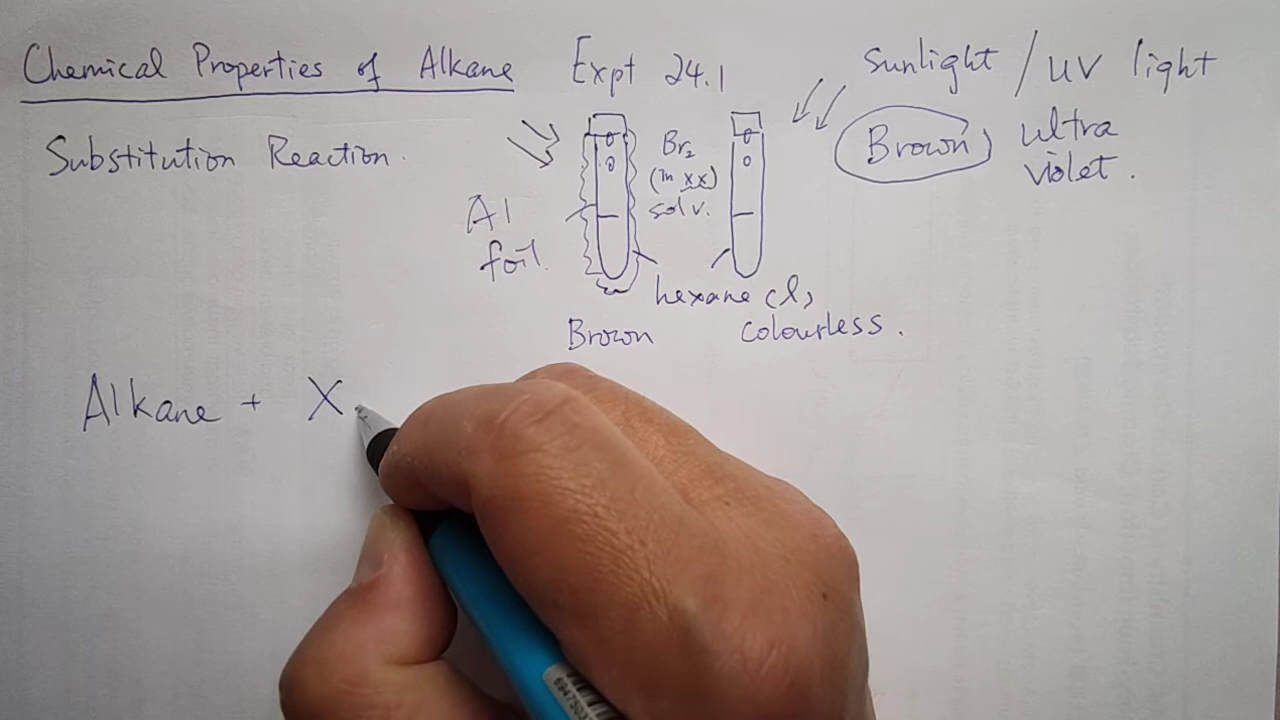 Chemical Properties of Alkane Expt 24.1
Sunlight / UV light
Substitution Reaction.
Br2
(in xx)
solv.
Brown
ultra
violet.
Al
foil.
hexane (l)
Brown
colourless.
Alkane + X